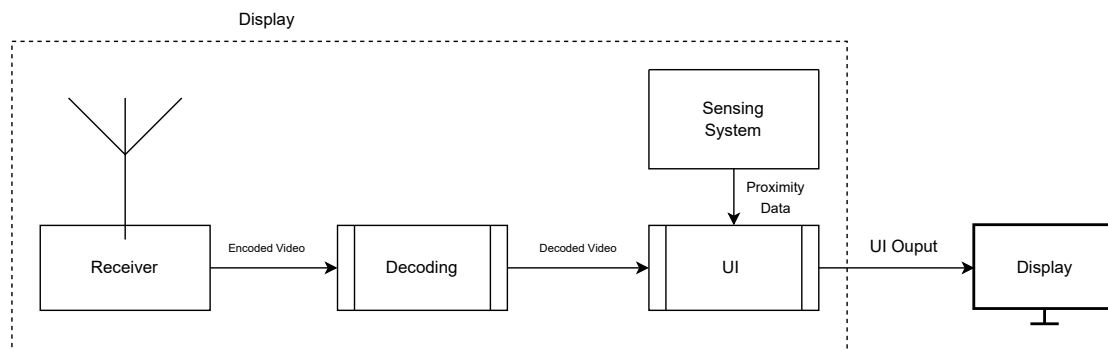 Display
Sensing
System
Proximity
Data
Receiver
Encoded Video
Decoding
Decoded Video
UI
UI Ouput
Display